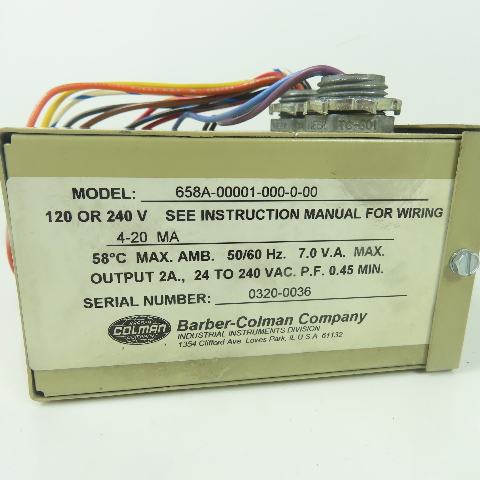 TC-601
MODEL: 658A-00001-000-0-00
120 OR 240 V SEE INSTRUCTION MANUAL FOR WIRING
4-20 MA
58°C MAX. AMB. 50/60 Hz. 7.0 V.A. MAX.
OUTPUT 2A., 24 TO 240 VAC. P.F. 0.45 MIN.
SERIAL NUMBER: 0320-0036
COLMAN
Barber-Colman Company
INDUSTRIAL INSTRUMENTS DIVISION
1354 Clifford Ave. Loves Park, IL U.S.A. 61132